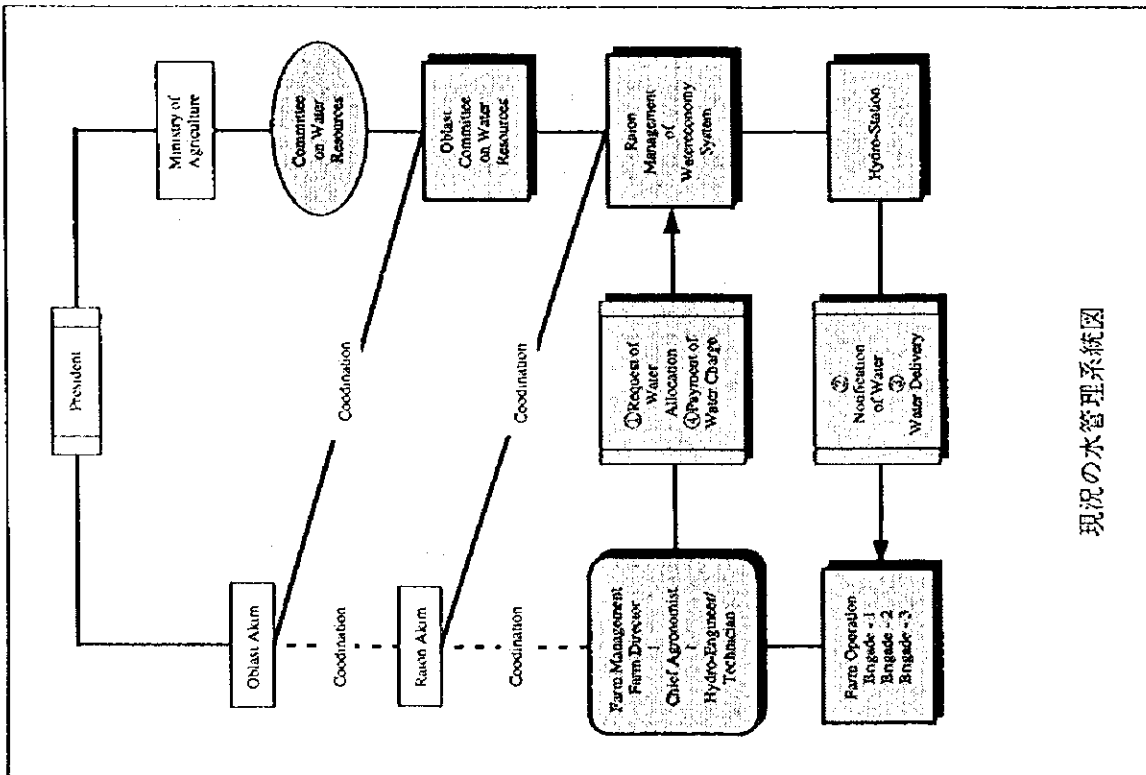 President
Ministry of
Agriculture
Committee
on Water
Resources
Oblast Akim
Coodination
Oblast
Committee
on Water
Resources
Coodination
Raion Akim
Coodination
Coodination
Raion
Management
of
Watereconomy
System
①Request of
Water
Allocation
④Payment of
Water Charge
Farm Management
Farm Director
Chief Agronomist
Hydro-Engineer/
Technician
Hydro-Station
②
Notification
of Water
③
Water Delivery
Farm Operation
Brigade - 1
Brigade - 2
Brigade - 3
現況の水管理系統図